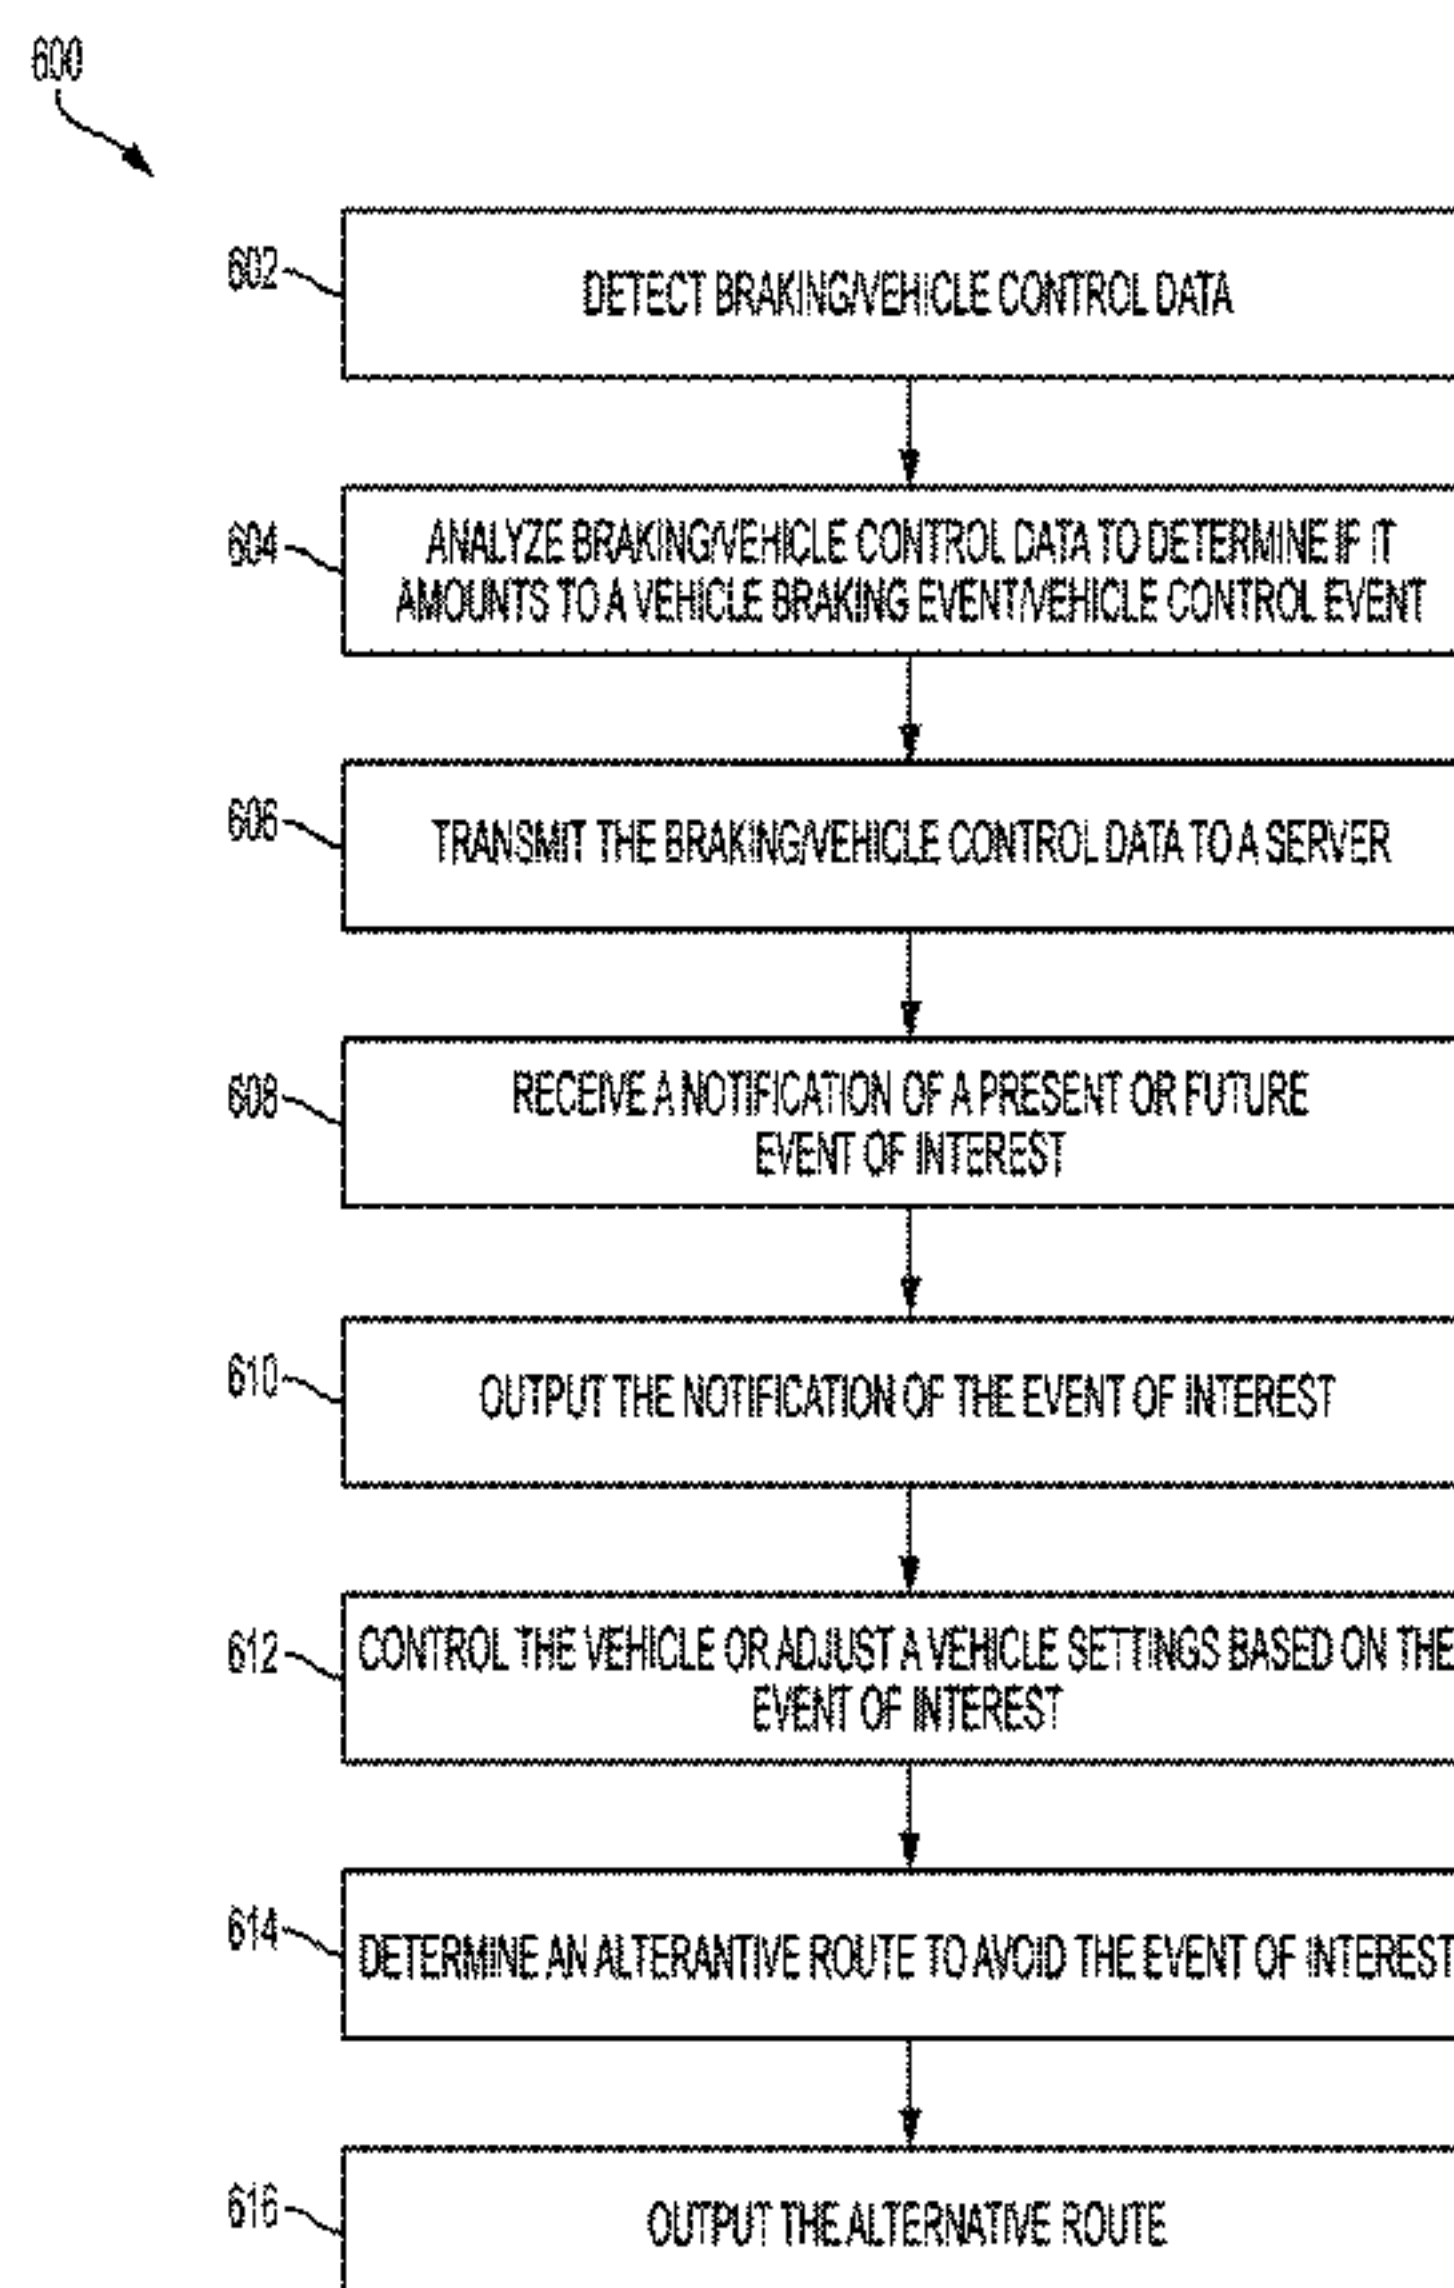 600
602
DETECT BRAKING/VEHICLE CONTROL DATA
604
ANALYZE BRAKING/VEHICLE CONTROL DATA TO DETERMINE IF IT
AMOUNTS TO A VEHICLE BRAKING EVENT/VEHICLE CONTROL EVENT
606
TRANSMIT THE BRAKING/VEHICLE CONTROL DATA TO A SERVER
608
RECEIVE A NOTIFICATION OF A PRESENT OR FUTURE
EVENT OF INTEREST
610
OUTPUT THE NOTIFICATION OF THE EVENT OF INTEREST
612
CONTROL THE VEHICLE OR ADJUST A VEHICLE SETTINGS BASED ON THE
EVENT OF INTEREST
614
DETERMINE AN ALTERANTIVE ROUTE TO AVOID THE EVENT OF INTEREST
616
OUTPUT THE ALTERNATIVE ROUTE